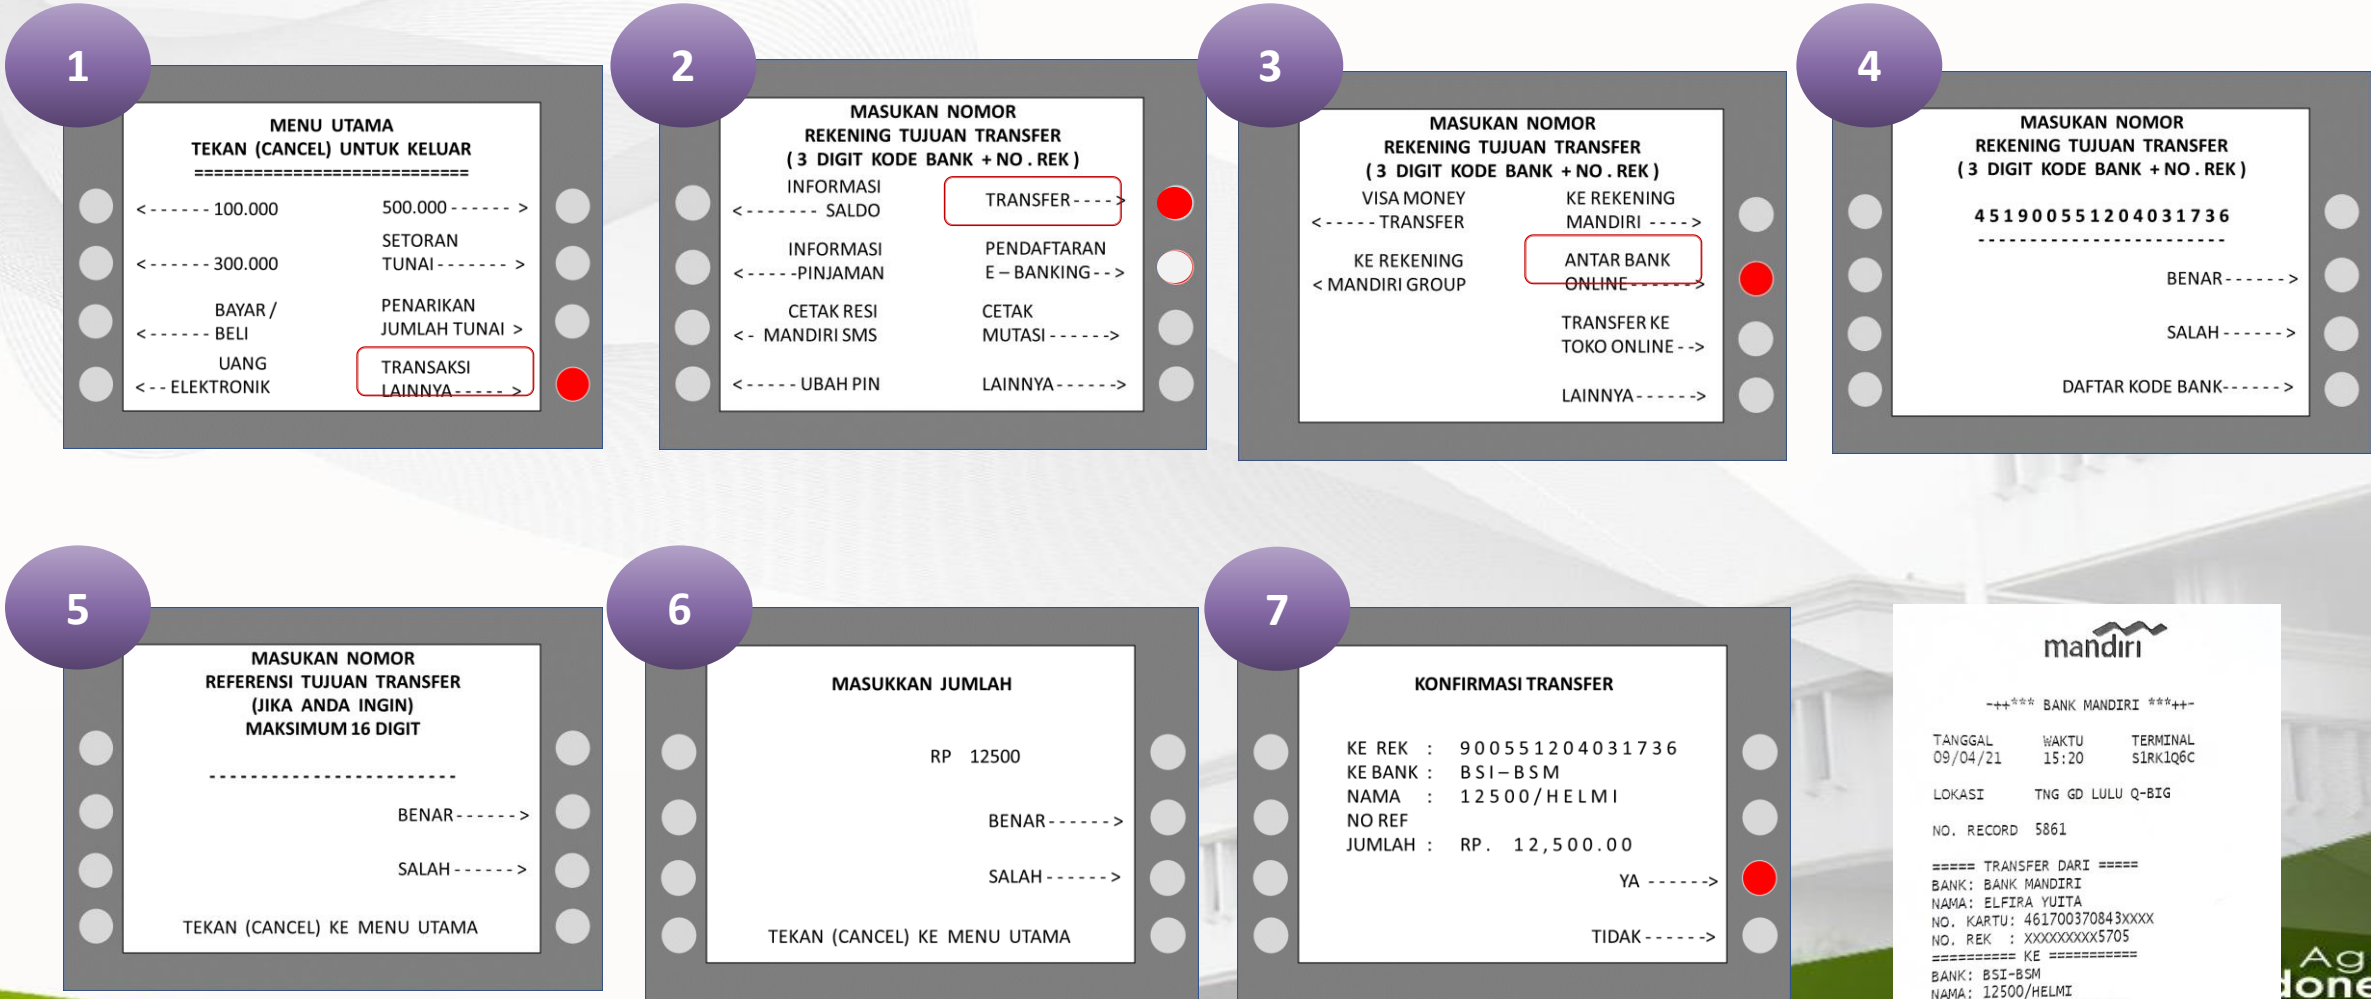 1
MENU UTAMA
TEKAN (CANCEL) UNTUK KELUAR
============================
<------ 100.000
500.000 ------ >
SETORAN
<------ 300.000
TUNAI ------- >
BAYAR /
PENARIKAN
<------ BELI
JUMLAH TUNAI >
UANG
TRANSAKSI
<-- ELEKTRONIK
LAINNYA ----- >
2
MASUKAN NOMOR
REKENING TUJUAN TRANSFER
( 3 DIGIT KODE BANK + NO . REK )
INFORMASI
TRANSFER ---->
<------- SALDO
INFORMASI
PENDAFTARAN
<-----PINJAMAN
E – BANKING-->
CETAK RESI
CETAK
<- MANDIRI SMS
MUTASI ------>
<----- UBAH PIN
LAINNYA ------>
3
MASUKAN NOMOR
REKENING TUJUAN TRANSFER
( 3 DIGIT KODE BANK + NO . REK )
VISA MONEY
KE REKENING
<----- TRANSFER
MANDIRI ---->
KE REKENING
ANTAR BANK
< MANDIRI GROUP
ONLINE ------>
TRANSFER KE
TOKO ONLINE -->
LAINNYA ------>
4
MASUKAN NOMOR
REKENING TUJUAN TRANSFER
( 3 DIGIT KODE BANK + NO . REK )
451900551204031736
------------------------
BENAR ------>
SALAH ------>
DAFTAR KODE BANK------>
5
MASUKAN NOMOR
REFERENSI TUJUAN TRANSFER
(JIKA ANDA INGIN)
MAKSIMUM 16 DIGIT
------------------------
BENAR ------>
SALAH ------>
TEKAN (CANCEL) KE MENU UTAMA
6
MASUKKAN JUMLAH
RP 12500
BENAR ------>
SALAH ------>
TEKAN (CANCEL) KE MENU UTAMA
7
KONFIRMASI TRANSFER
KE REK : 900551204031736
KE BANK : BSI–BSM
NAMA : 12500/HELMI
NO REF
JUMLAH : RP. 12,500.00
YA ------>
TIDAK ------>
mandiri
-++*** BANK MANDIRI ***++-
TANGGAL WAKTU TERMINAL
09/04/21 15:20 S1RK1Q6C
LOKASI TNG GD LULU Q-BIG
NO. RECORD 5861
===== TRANSFER DARI =====
BANK: BANK MANDIRI
NAMA: ELFIRA YUITA
NO. KARTU: 461700370843XXXX
NO. REK : XXXXXXXXX5705
========== KE ===========
BANK: BSI-BSM
NAMA: 12500/HELMI
Ag
done